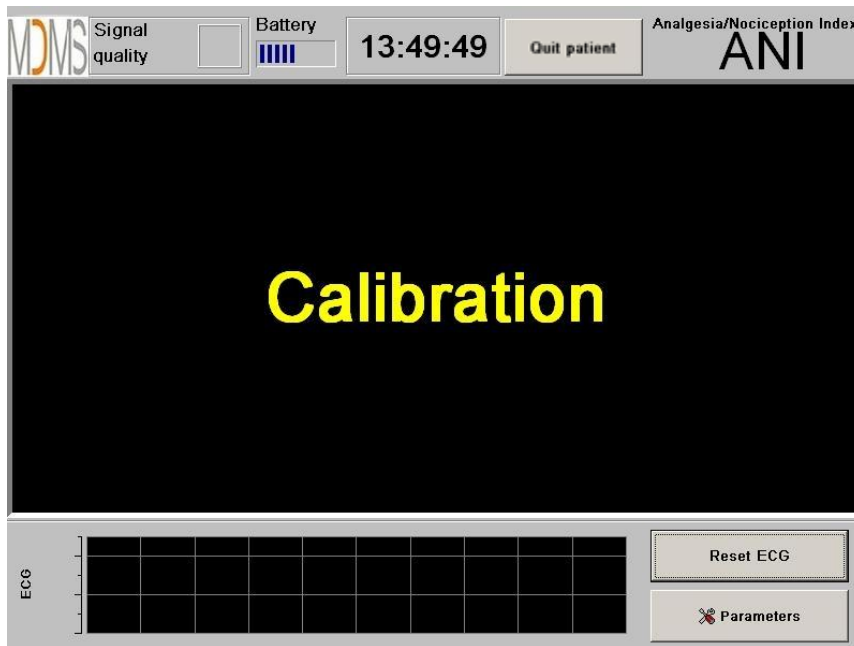 MDMS
Signal
quality
Battery
13:49:49
Quit patient
Analgesia/Nociception Index
ANI
Calibration
ECG
Reset ECG
Parameters